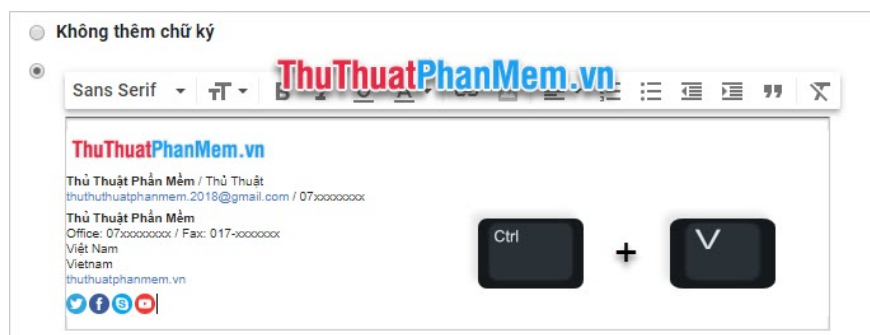 Không thêm chữ ký
ThuThuatPhanMem.vn
Sans Serif
ThuThuatPhanMem.vn
Thủ Thuật Phần Mềm / Thủ Thuật
thuthuthuatphanmem.2018@gmail.com / 07xxxxxxxx
Thủ Thuật Phần Mềm
Office: 07xxxxxxxx / Fax: 017-xxxxxxx
Việt Nam
Vietnam
thuthuatphanmem.vn
Ctrl + V